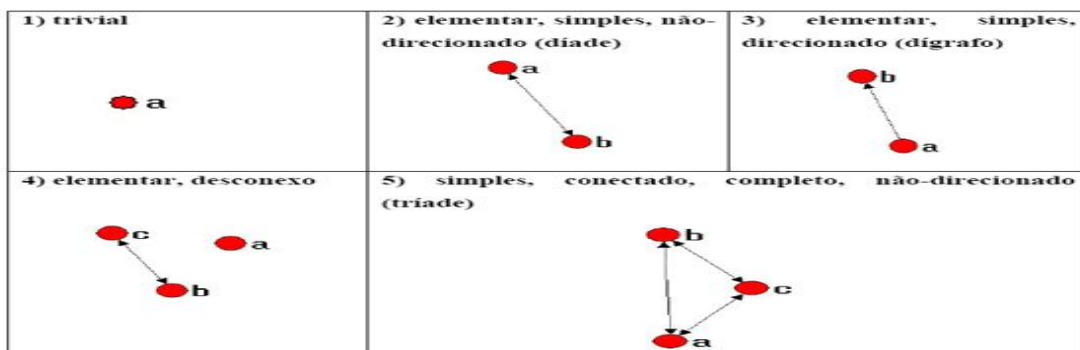 1) trivial
a
2) elementar, simples, não-
direcionado (díade)
a
b
3) elementar, simples,
direcionado (dígrafo)
b
a
4) elementar, desconexo
c
a
b
5) simples, conectado, completo, não-direcionado
(tríade)
b
c
a